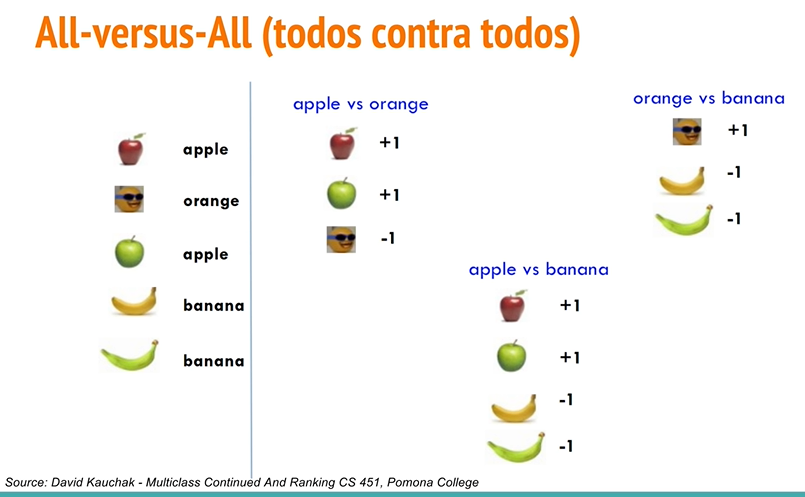 All-versus-All (todos contra todos)
apple
orange
apple
banana
banana
apple vs orange
+1
+1
-1
apple vs banana
+1
+1
-1
-1
orange vs banana
+1
-1
-1
Source: David Kauchak - Multiclass Continued And Ranking CS 451, Pomona College